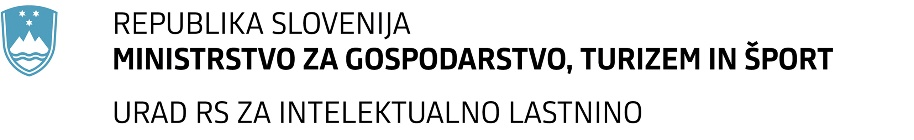 REPUBLIKA SLOVENIJA
MINISTRSTVO ZA GOSPODARSTVO, TURIZEM IN ŠPORT
URAD RS ZA INTELEKTUALNO LASTNINO